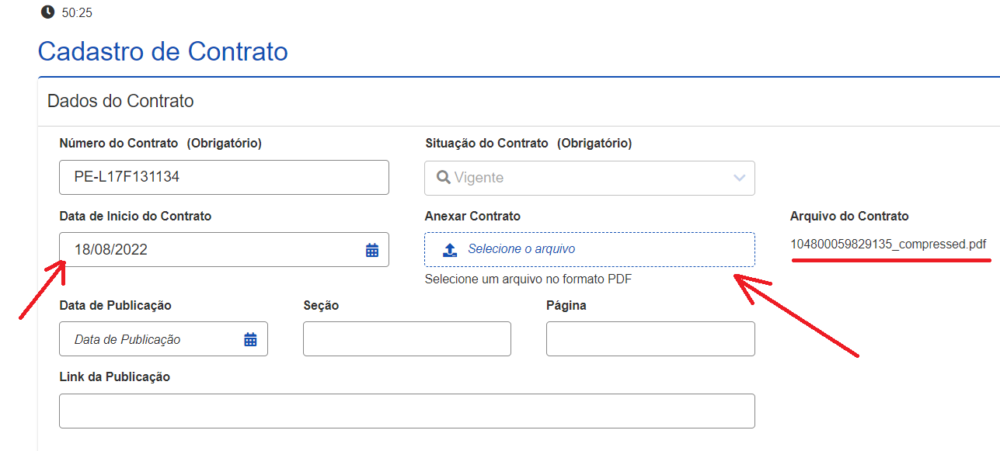 50:25
Cadastro de Contrato
Dados do Contrato
Número do Contrato (Obrigatório)
Situação do Contrato (Obrigatório)
PE-L17F131134
Vigente
Data de Inicio do Contrato
Anexar Contrato
Arquivo do Contrato
18/08/2022
Selecione o arquivo
104800059829135_compressed.pdf
Selecione um arquivo no formato PDF
Data de Publicação
Seção
Página
Data de Publicação
Link da Publicação